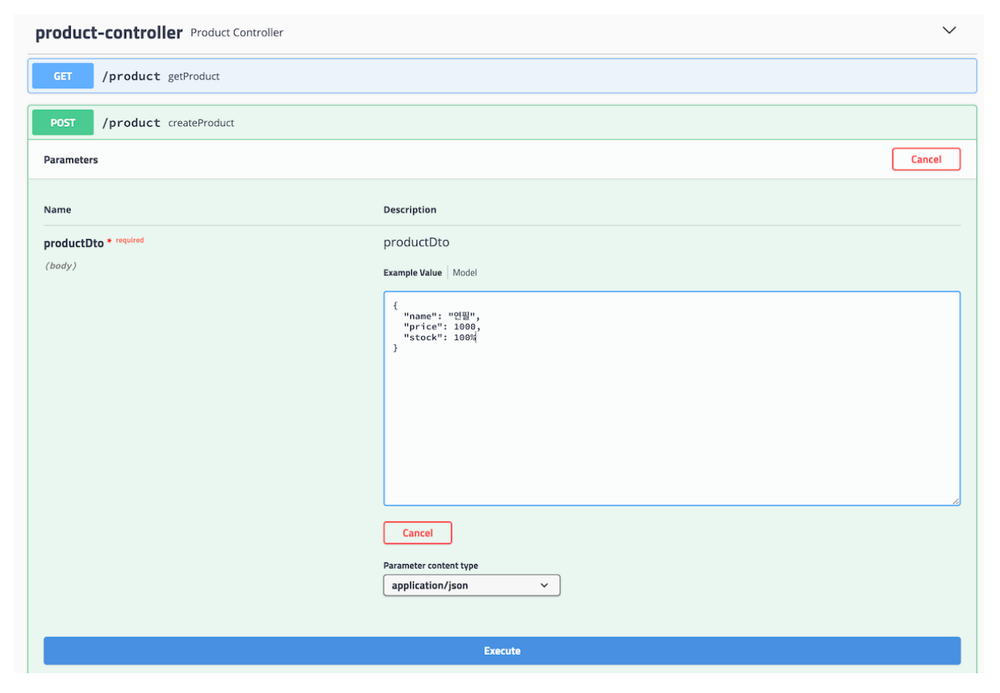 product-controller Product Controller
GET /product getProduct
POST /product createProduct
Parameters
Cancel
Name Description
productDto * required
(body)
productDto
Example Value Model
{
"name": "연필",
"price": 1000,
"stock": 100%
}
Cancel
Parameter content type
application/json
Execute